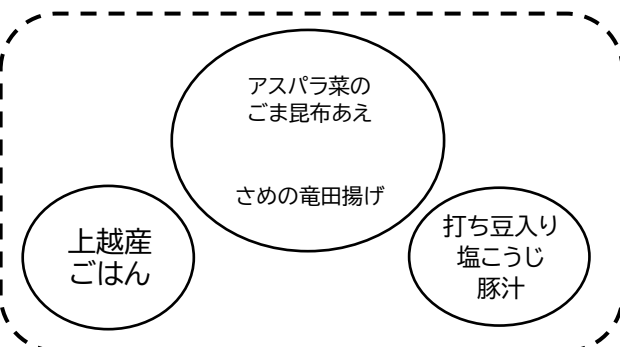 アスパラ菜の
ごま昆布あえ
さめの竜田揚げ
上越産
ごはん
打ち豆入り
塩こうじ
豚汁